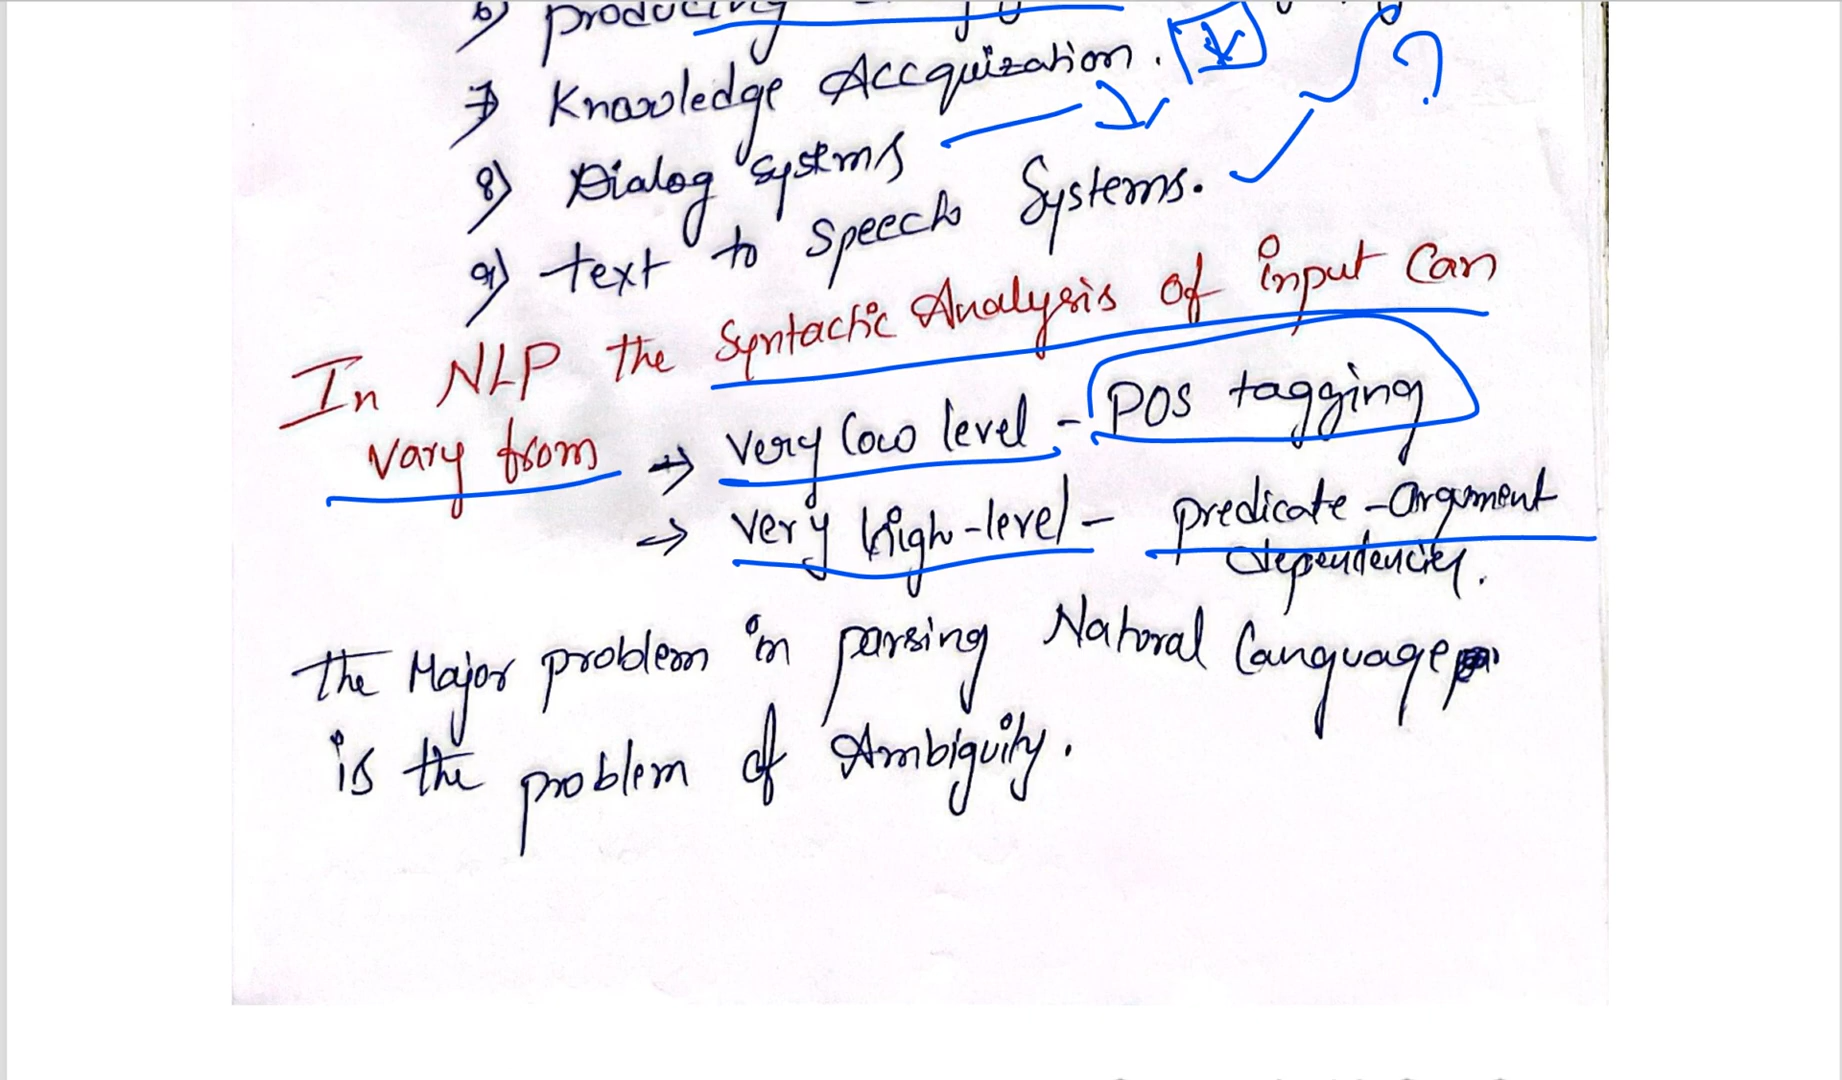 6) producing
7) Knowledge Accquization.
8) Dialog systems
9) text to speech Systems.
In NLP the Syntactic Analysis of input Can
vary from → very low level - POS tagging
→ very high-level - predicate-argument
dependencies.
the Major problem in parsing Natural Language
is the problem of Ambiguity.